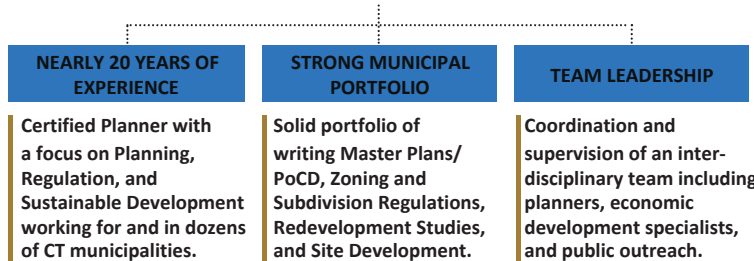 NEARLY 20 YEARS OF
EXPERIENCE
Certified Planner with
a focus on Planning,
Regulation, and
Sustainable Development
working for and in dozens
of CT municipalities.
STRONG MUNICIPAL
PORTFOLIO
Solid portfolio of
writing Master Plans/
PoCD, Zoning and
Subdivision Regulations,
Redevelopment Studies,
and Site Development.
TEAM LEADERSHIP
Coordination and
supervision of an inter-
disciplinary team including
planners, economic
development specialists,
and public outreach.